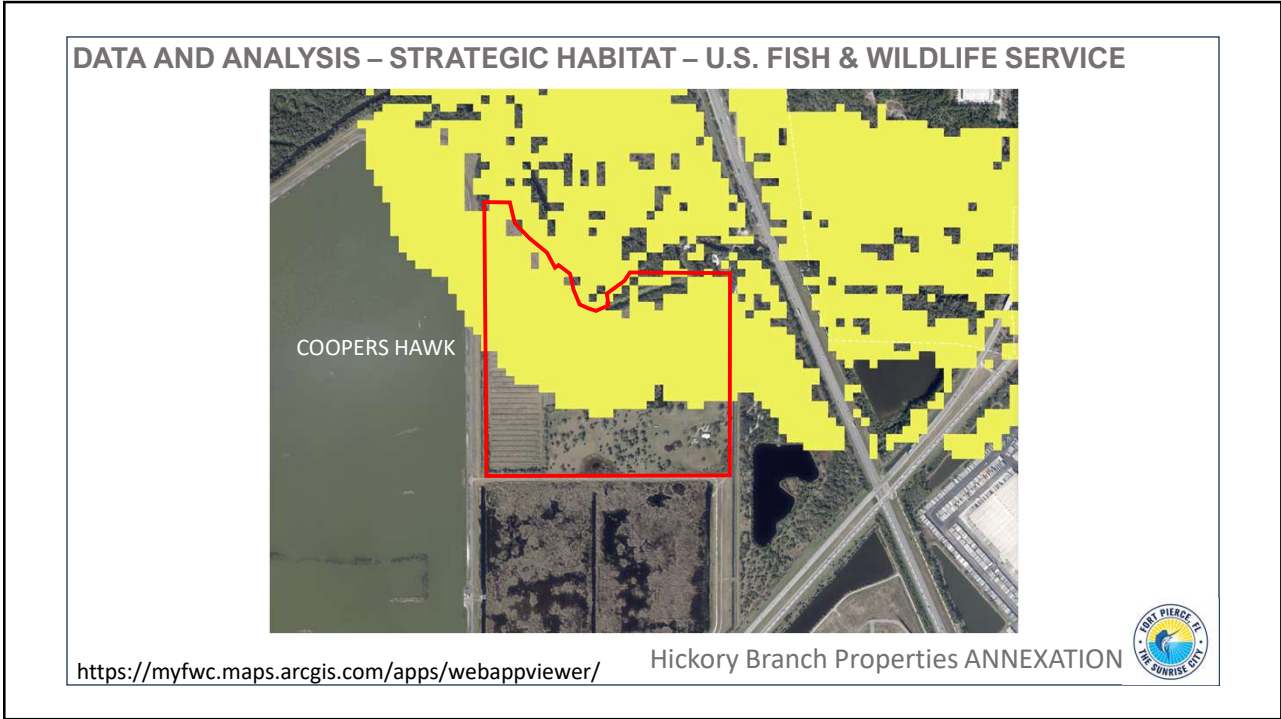 DATA AND ANALYSIS – STRATEGIC HABITAT – U.S. FISH & WILDLIFE SERVICE
COOPERS HAWK
https://myfwc.maps.arcgis.com/apps/webappviewer/
Hickory Branch Properties ANNEXATION
FORT PIERCE, FL
THE SUNRISE CITY